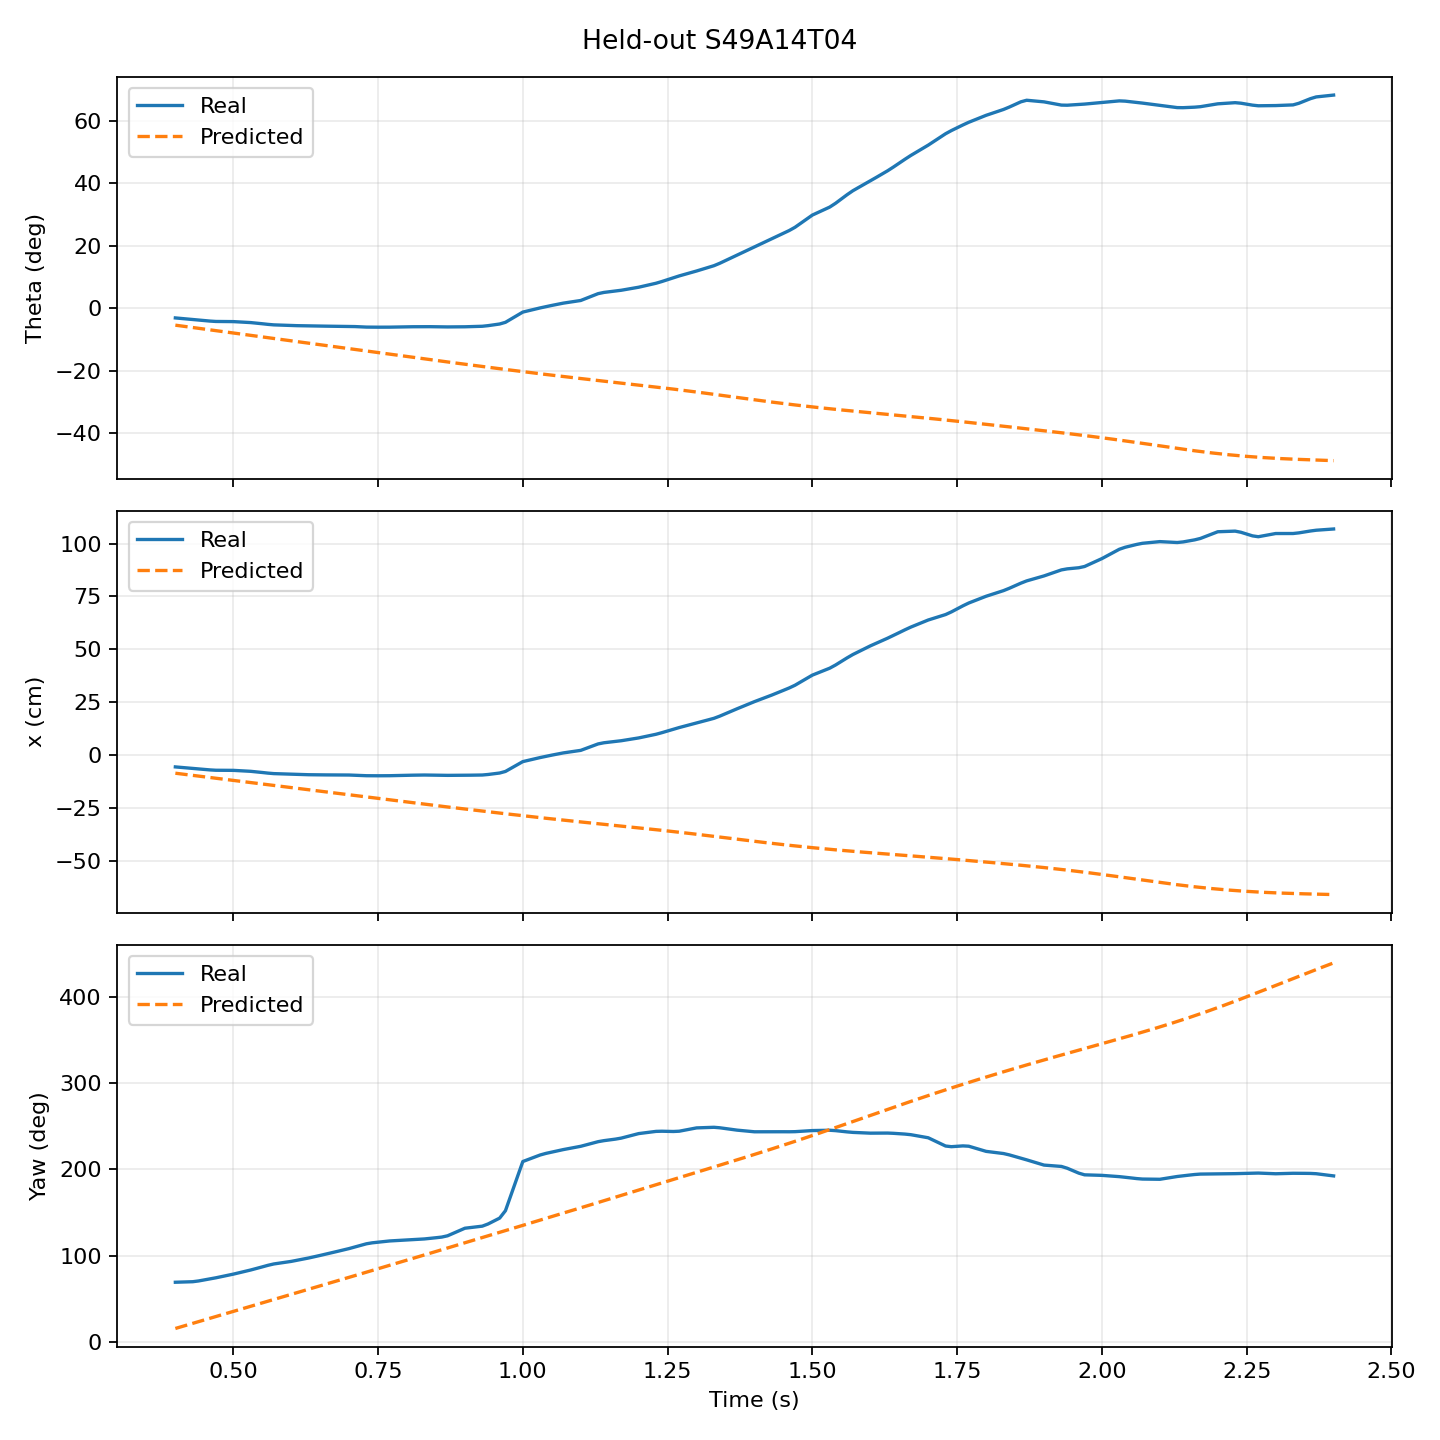 Held-out S49A14T04
Real
Predicted
Theta (deg)
60
40
20
0
−20
−40
Real
Predicted
x (cm)
100
75
50
25
0
−25
−50
Real
Predicted
Yaw (deg)
400
300
200
100
0
0.50 0.75 1.00 1.25 1.50 1.75 2.00 2.25 2.50
Time (s)